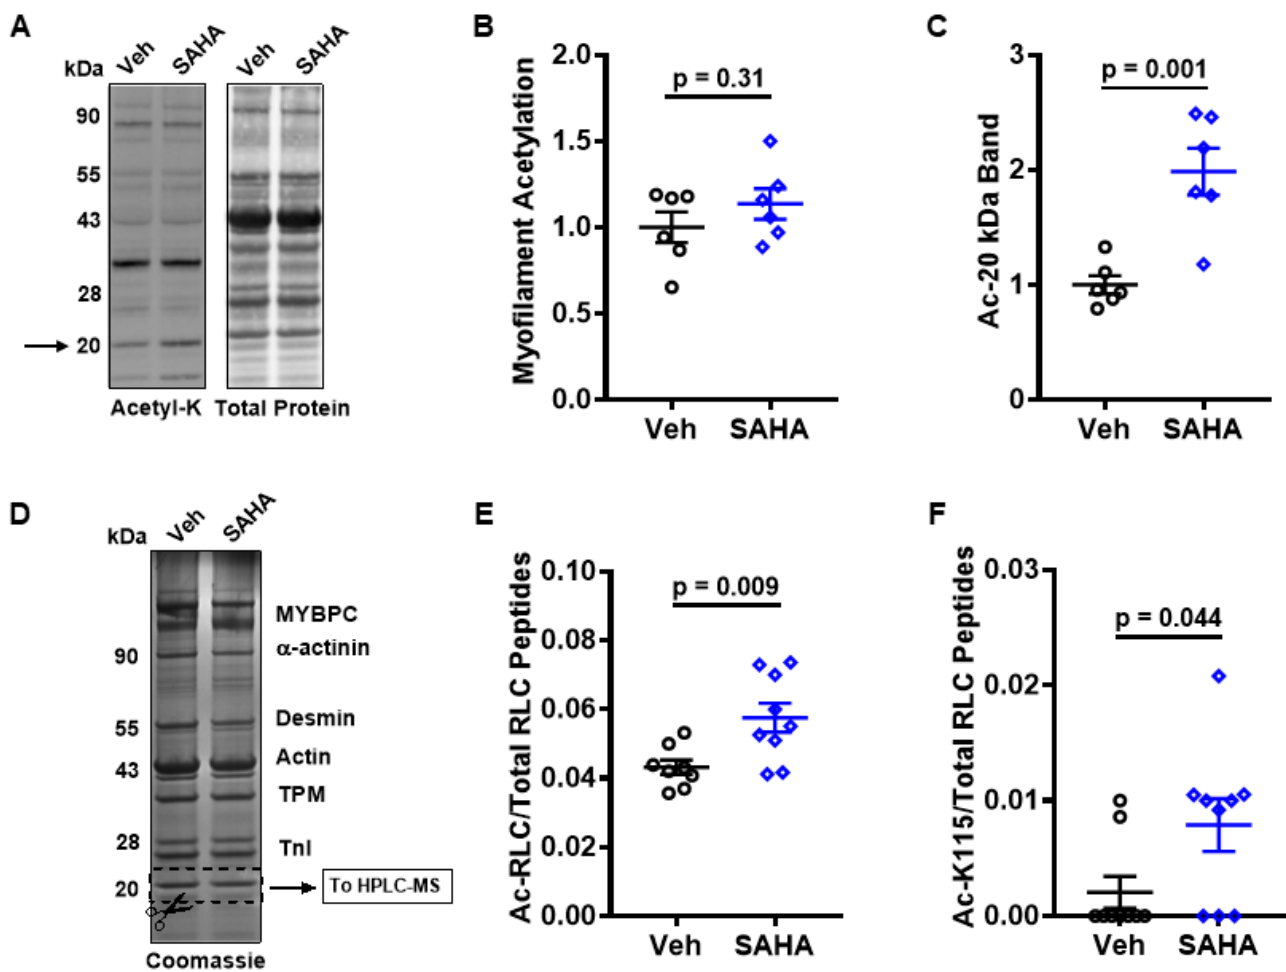 A
kDa
Veh
SAHA
Veh
SAHA
90
55
43
28
20
Acetyl-K
Total Protein
B
Myofilament Acetylation
2.0
1.5
1.0
0.5
0.0
p = 0.31
Veh
SAHA
C
Ac-20 kDa Band
3
2
1
0
p = 0.001
Veh
SAHA
D
kDa
Veh
SAHA
90
55
43
28
20
MYBPC
α-actinin
Desmin
Actin
TPM
TnI
To HPLC-MS
Coomassie
E
Ac-RLC/Total RLC Peptides
0.10
0.08
0.06
0.04
0.02
0.00
p = 0.009
Veh
SAHA
F
Ac-K115/Total RLC Peptides
0.03
0.02
0.01
0.00
p = 0.044
Veh
SAHA